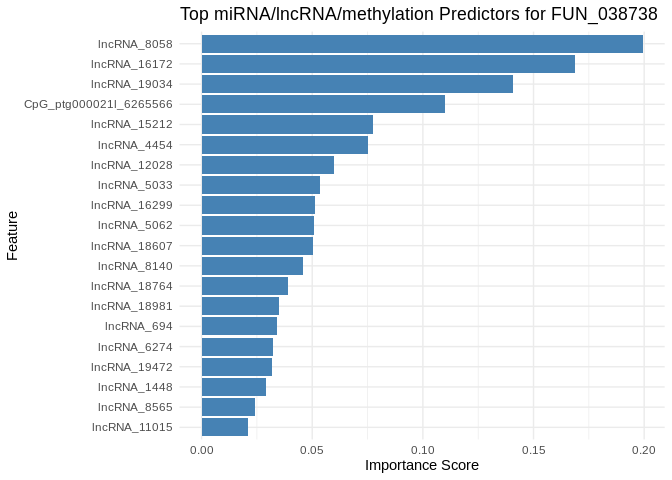 Top miRNA/lncRNA/methylation Predictors for FUN_038738
lncRNA_8058
lncRNA_16172
lncRNA_19034
CpG_ptg000021l_6265566
lncRNA_15212
lncRNA_4454
lncRNA_12028
lncRNA_5033
lncRNA_16299
lncRNA_5062
lncRNA_18607
lncRNA_8140
lncRNA_18764
lncRNA_18981
lncRNA_694
lncRNA_6274
lncRNA_19472
lncRNA_1448
lncRNA_8565
lncRNA_11015
Feature
0.00 0.05 0.10 0.15 0.20
Importance Score